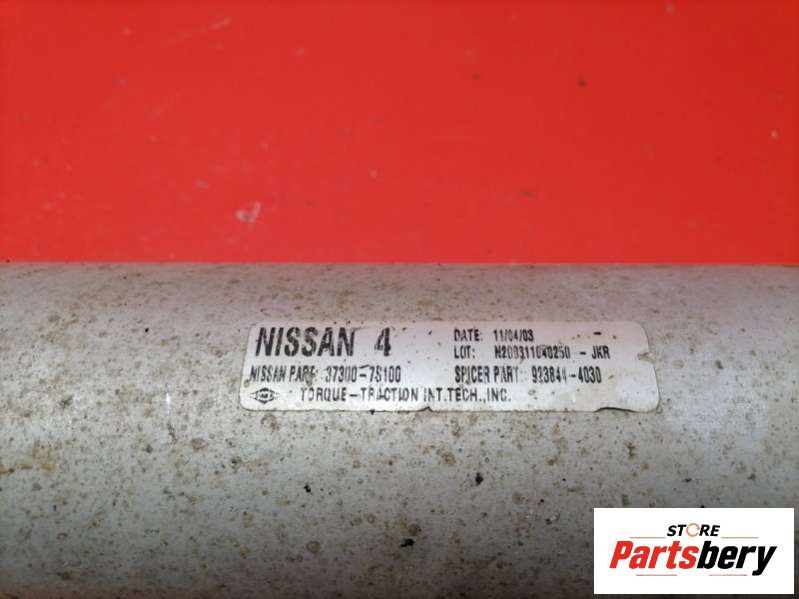 NISSAN 4
DATE: 11/04/03 -
LOT: N200311040250 - JKR
NISSAN PART: 37300-7S100
SPICER PART: 923844-4030
TORQUE-TRACTION INT.TECH.,INC.
STORE
Partsbery